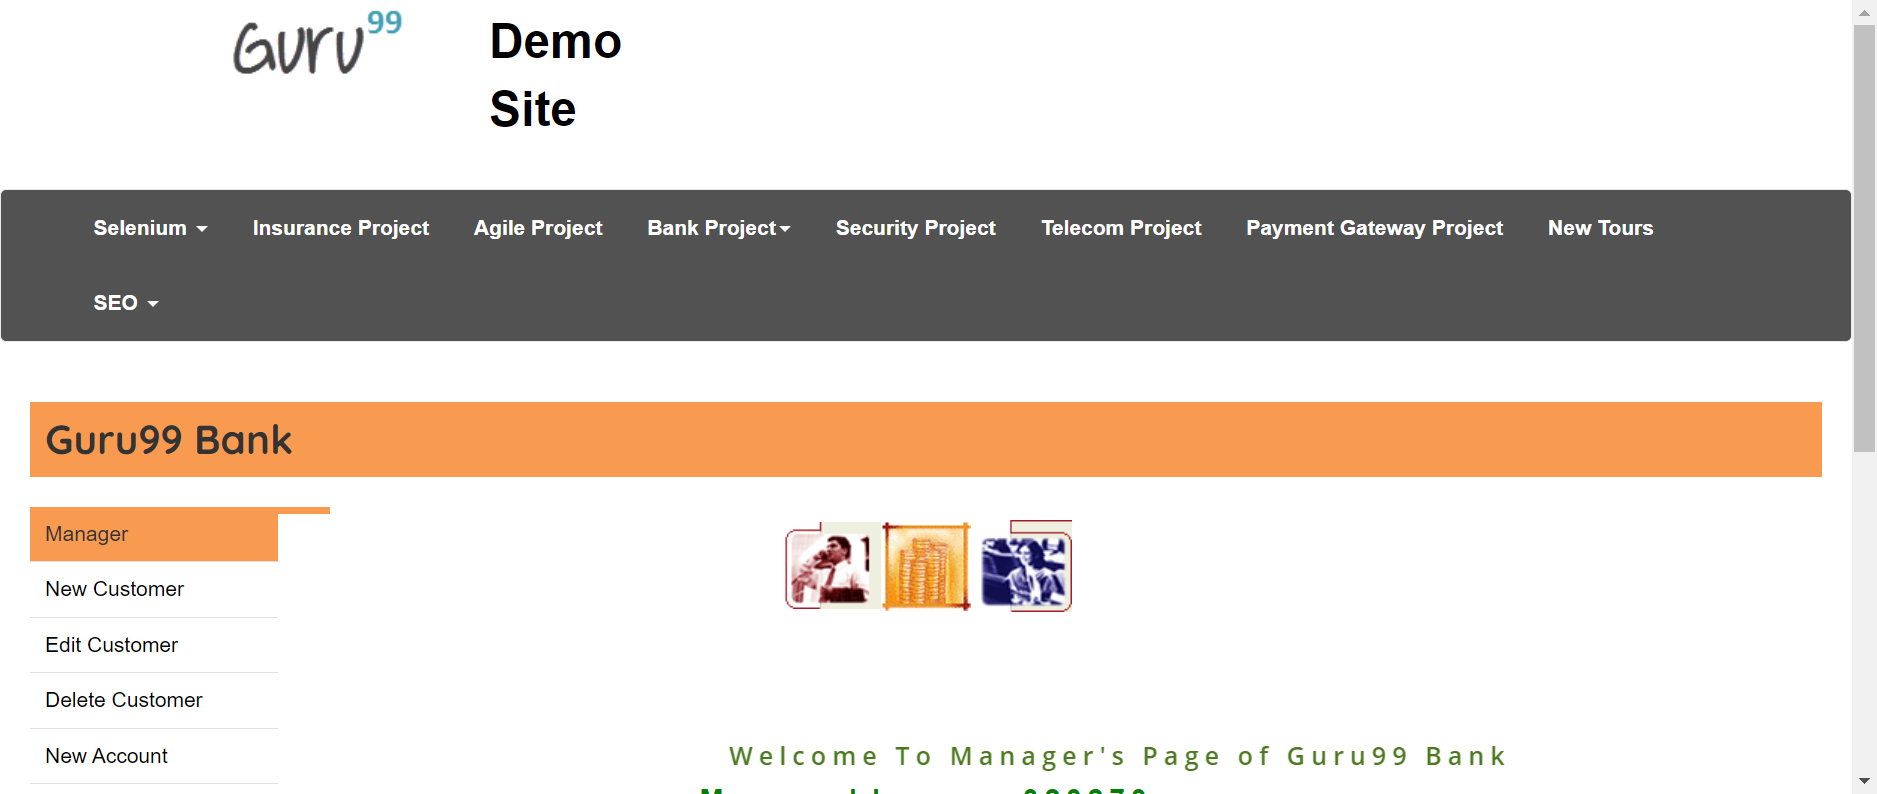 Guru99
Demo
Site
Selenium
Insurance Project
Agile Project
Bank Project
Security Project
Telecom Project
Payment Gateway Project
New Tours
SEO
Guru99 Bank
Manager
New Customer
Edit Customer
Delete Customer
New Account
Welcome To Manager's Page of Guru99 Bank